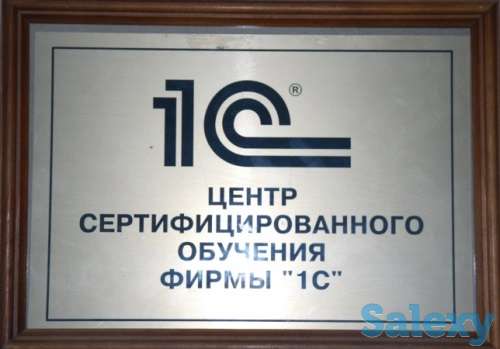 1С®
ЦЕНТР
СЕРТИФИЦИРОВАННОГО
ОБУЧЕНИЯ
ФИРМЫ "1С"
Salexy